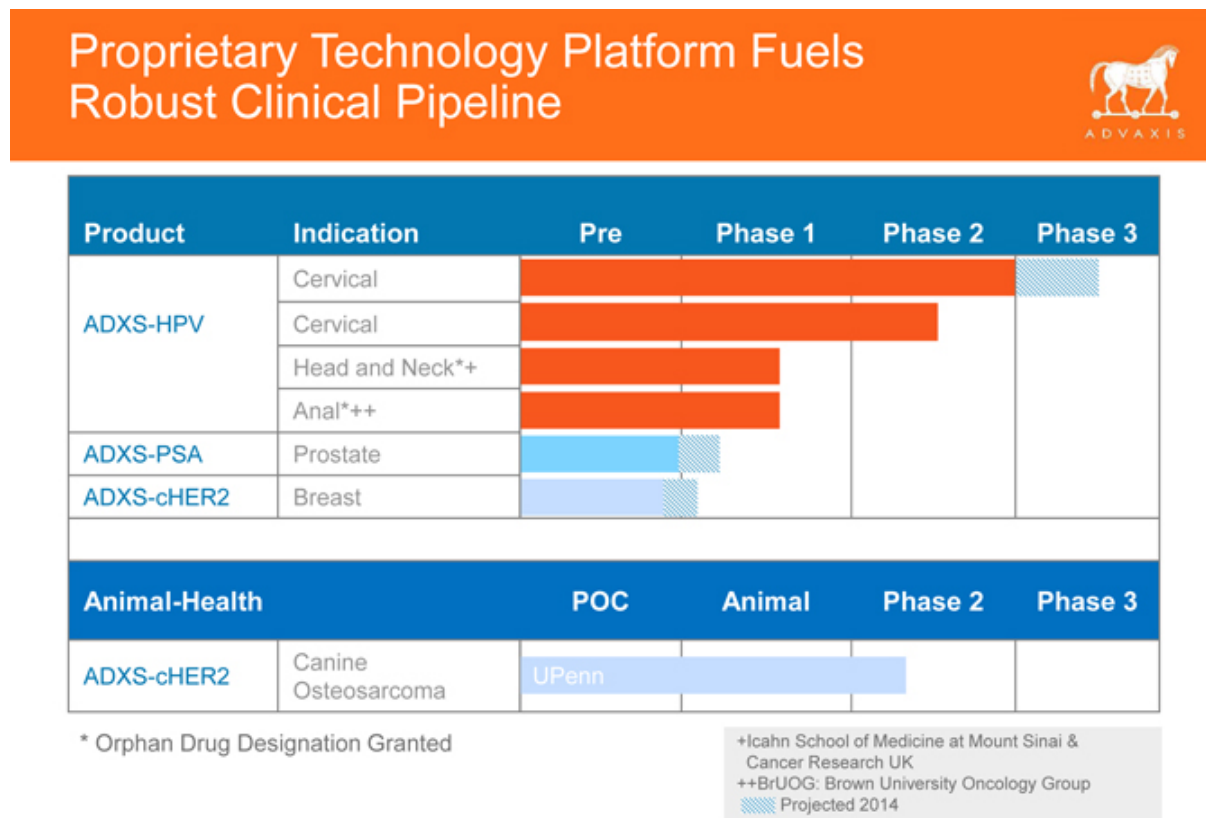 Proprietary Technology Platform Fuels
Robust Clinical Pipeline
ADVAXIS
Product Indication Pre Phase 1 Phase 2 Phase 3
ADXS-HPV
Cervical
Cervical
Head and Neck*+
Anal*++
ADXS-PSA Prostate
ADXS-cHER2 Breast
Animal-Health POC Animal Phase 2 Phase 3
ADXS-cHER2
Canine
Osteosarcoma
UPenn
* Orphan Drug Designation Granted
+Icahn School of Medicine at Mount Sinai &
Cancer Research UK
++BrUOG: Brown University Oncology Group
Projected 2014